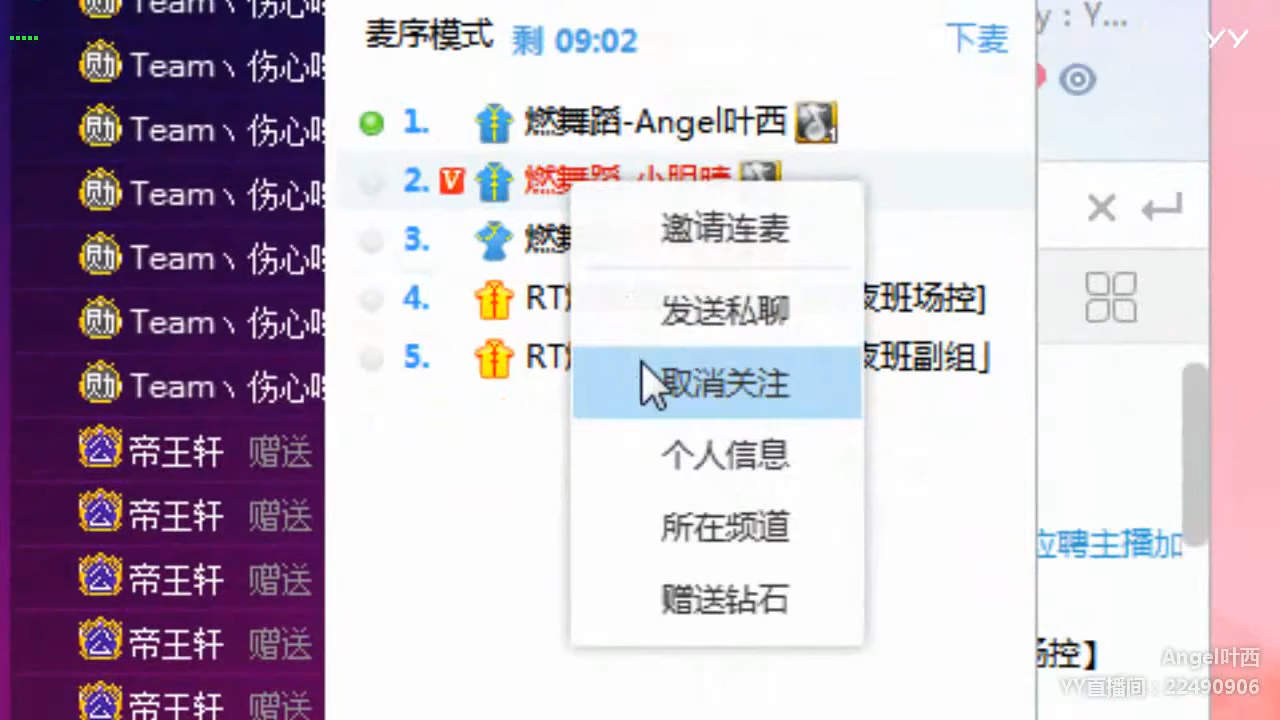 Team丶伤心
Team丶伤心
Team丶伤心
Team丶伤心
Team丶伤心
Team丶伤心
Team丶伤心
帝王轩 赠送
帝王轩 赠送
帝王轩 赠送
帝王轩 赠送
帝王轩 赠送
麦序模式 剩 09:02 下麦
1. 燃舞蹈-Angel叶西
2. V 燃舞蹈-小眼睛
3. 燃舞
4. RT 夜班场控]
5. RT 夜班副组」
邀请连麦
发送私聊
取消关注
个人信息
所在频道
赠送钻石
y : Y...
YY
应聘主播加
场控】
Angel叶西
YY直播间 : 22490906